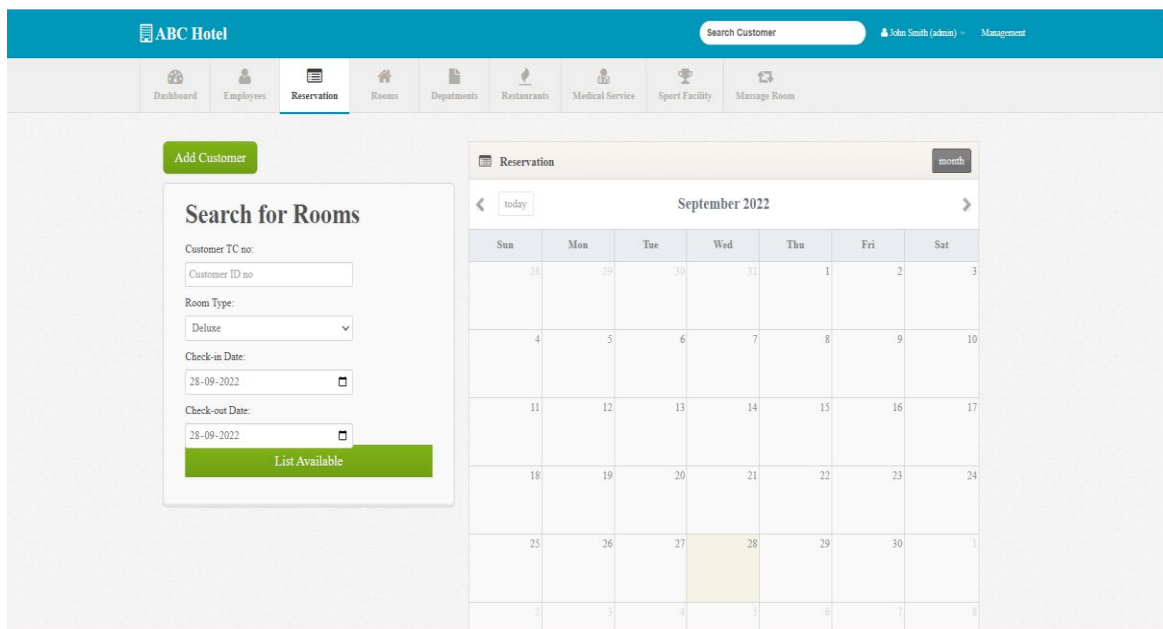 ABC Hotel
Search Customer
John Smith (admin)
Management
Dashboard Employees Reservation Rooms Depatments Restaurants Medical Service Sport Facility Massage Room
Add Customer
Search for Rooms
Customer TC no:
Customer ID no
Room Type:
Deluxe
Check-in Date:
28-09-2022
Check-out Date:
28-09-2022
List Available
Reservation
month
today
September 2022
Sun Mon Tue Wed Thu Fri Sat
28 29 30 31 1 2 3
4 5 6 7 8 9 10
11 12 13 14 15 16 17
18 19 20 21 22 23 24
25 26 27 28 29 30 1
2 3 4 5 6 7 8